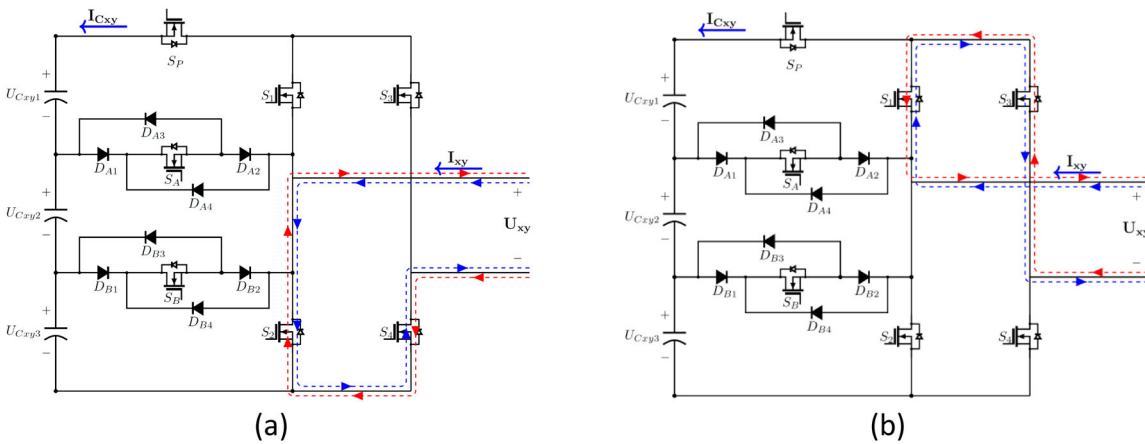 I_Cxy
S_P
+
U_Cxy1
−
S_1
S_3
D_A3
D_A1
S_A
D_A2
D_A4
I_xy
+
U_Cxy2
−
+
U_xy
−
D_B3
D_B1
S_B
D_B2
D_B4
+
U_Cxy3
−
S_2
S_4
(a)
I_Cxy
S_P
+
U_Cxy1
−
S_1
S_3
D_A3
D_A1
S_A
D_A2
D_A4
I_xy
+
U_Cxy2
−
+
U_xy
−
D_B3
D_B1
S_B
D_B2
D_B4
+
U_Cxy3
−
S_2
S_4
(b)